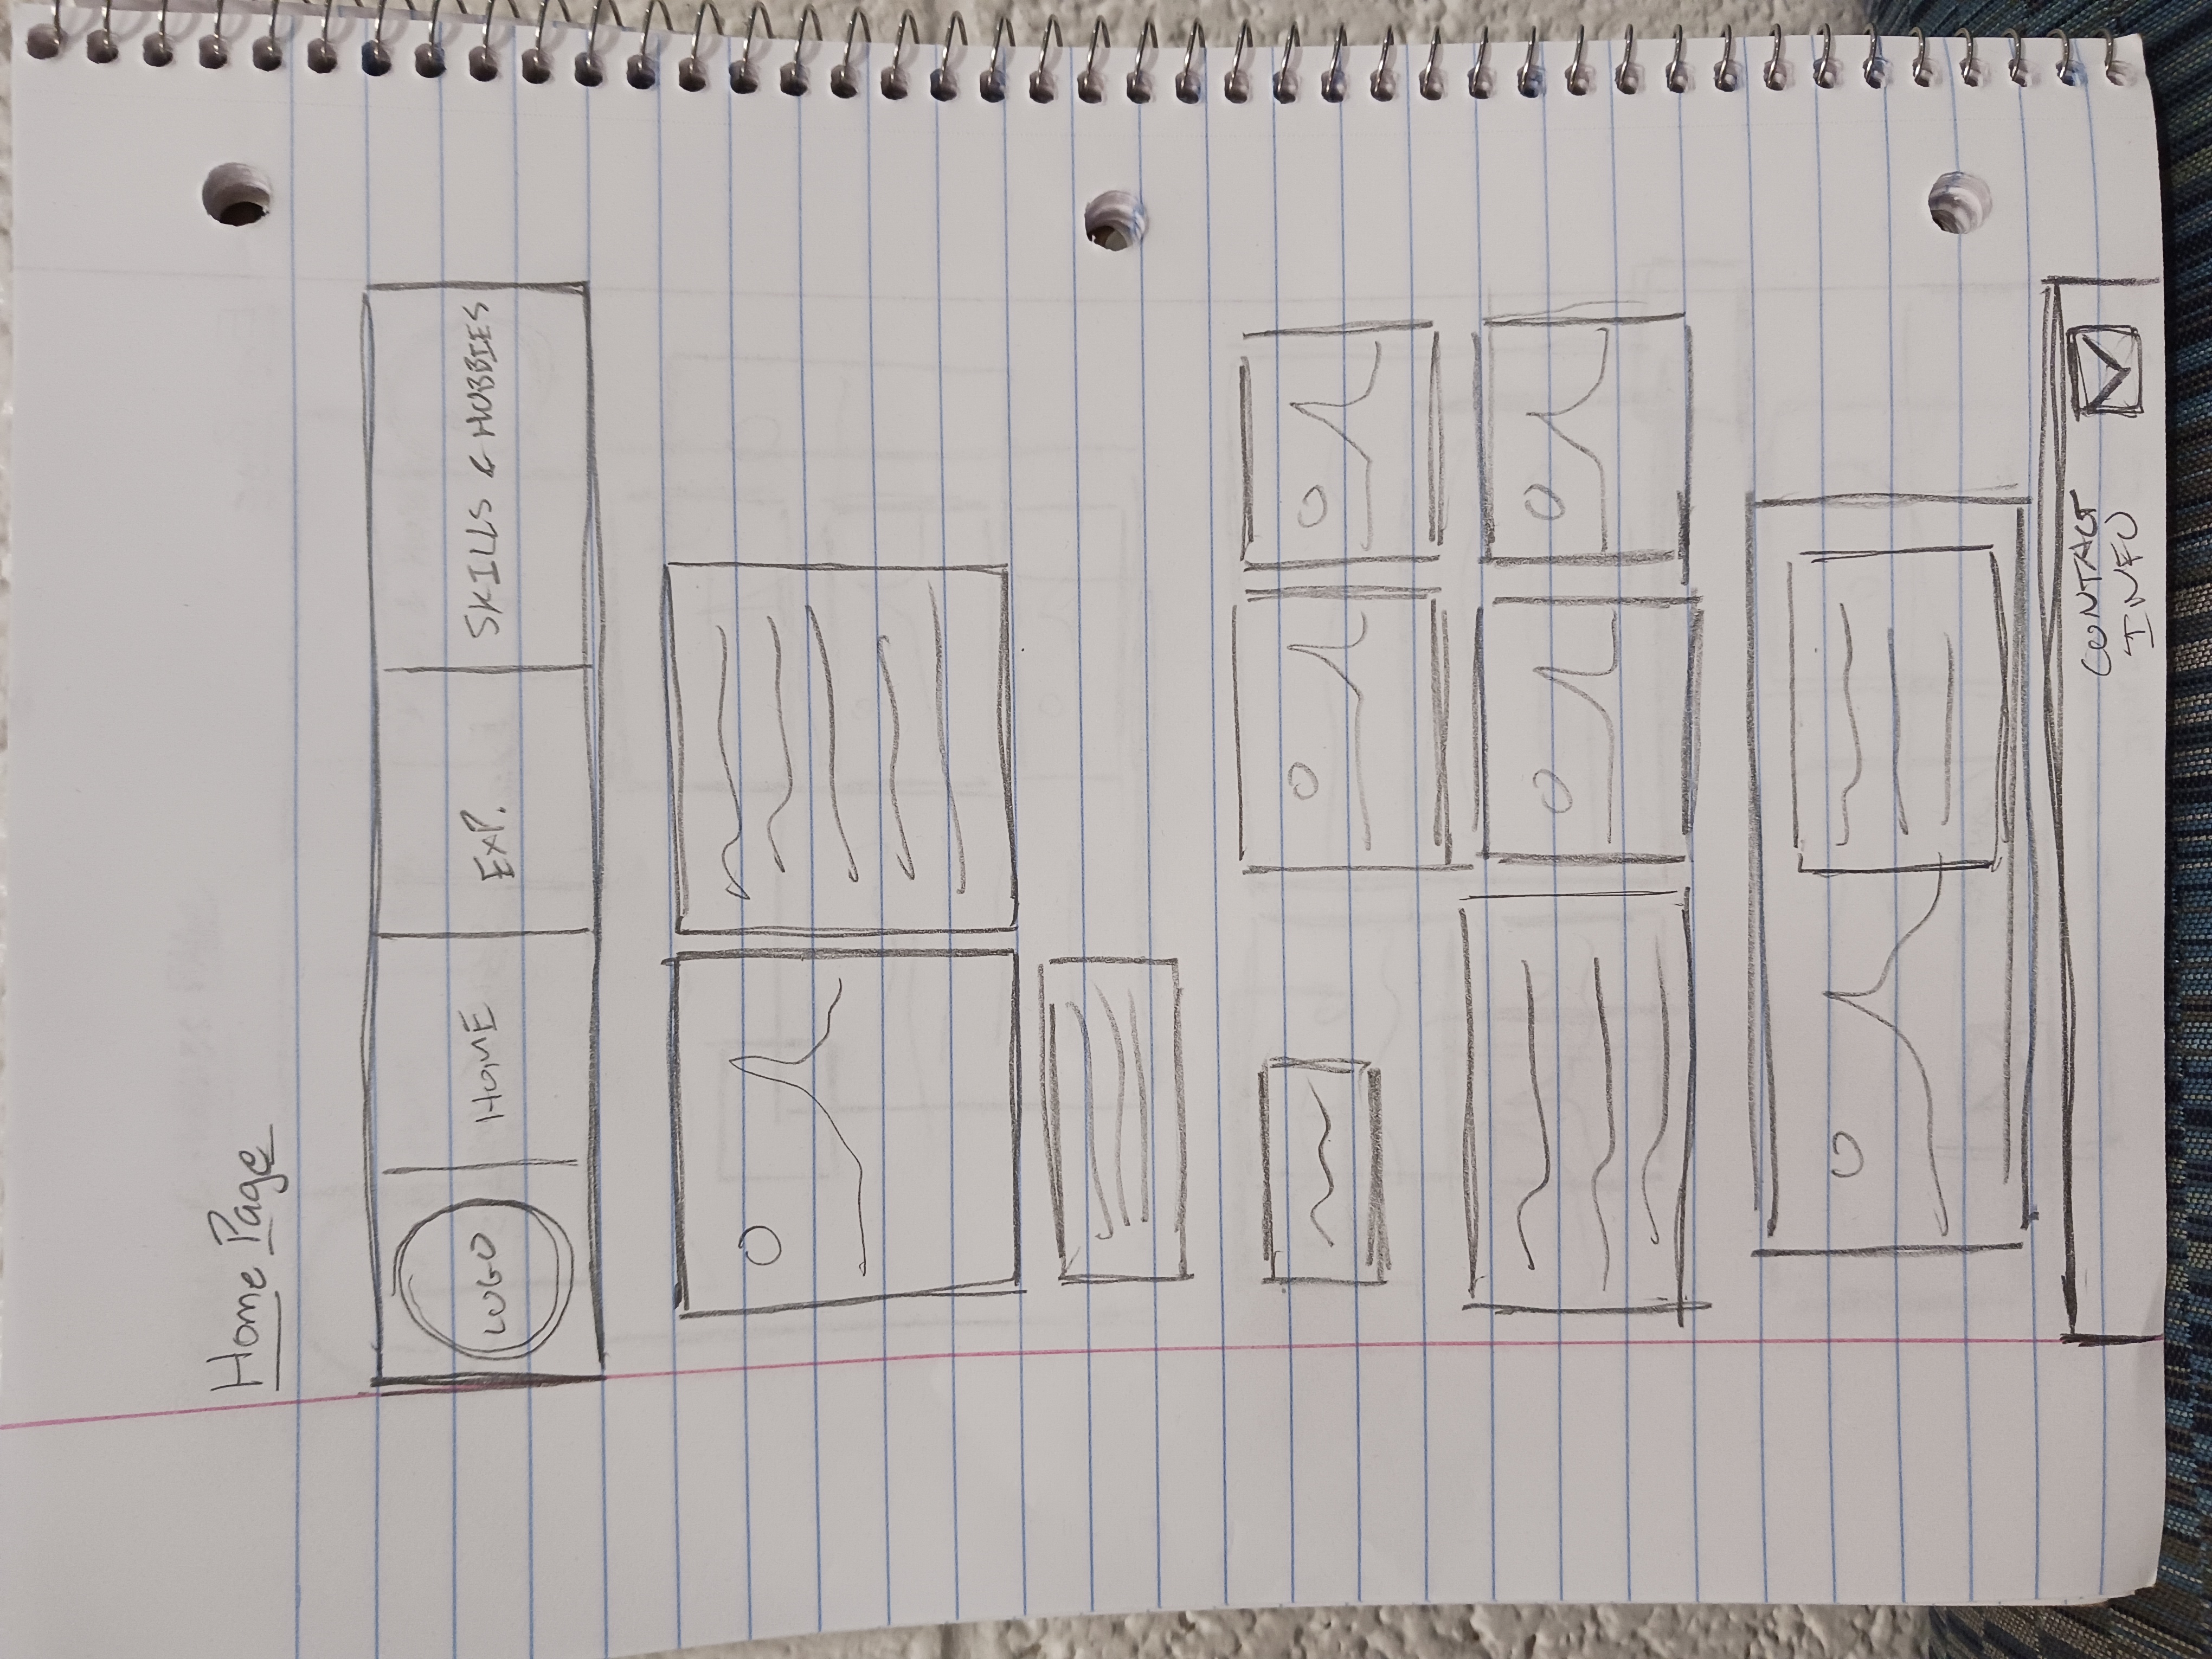 Home Page
LOGO HOME EXP. SKILLS & HOBBIES
CONTACT
INFO